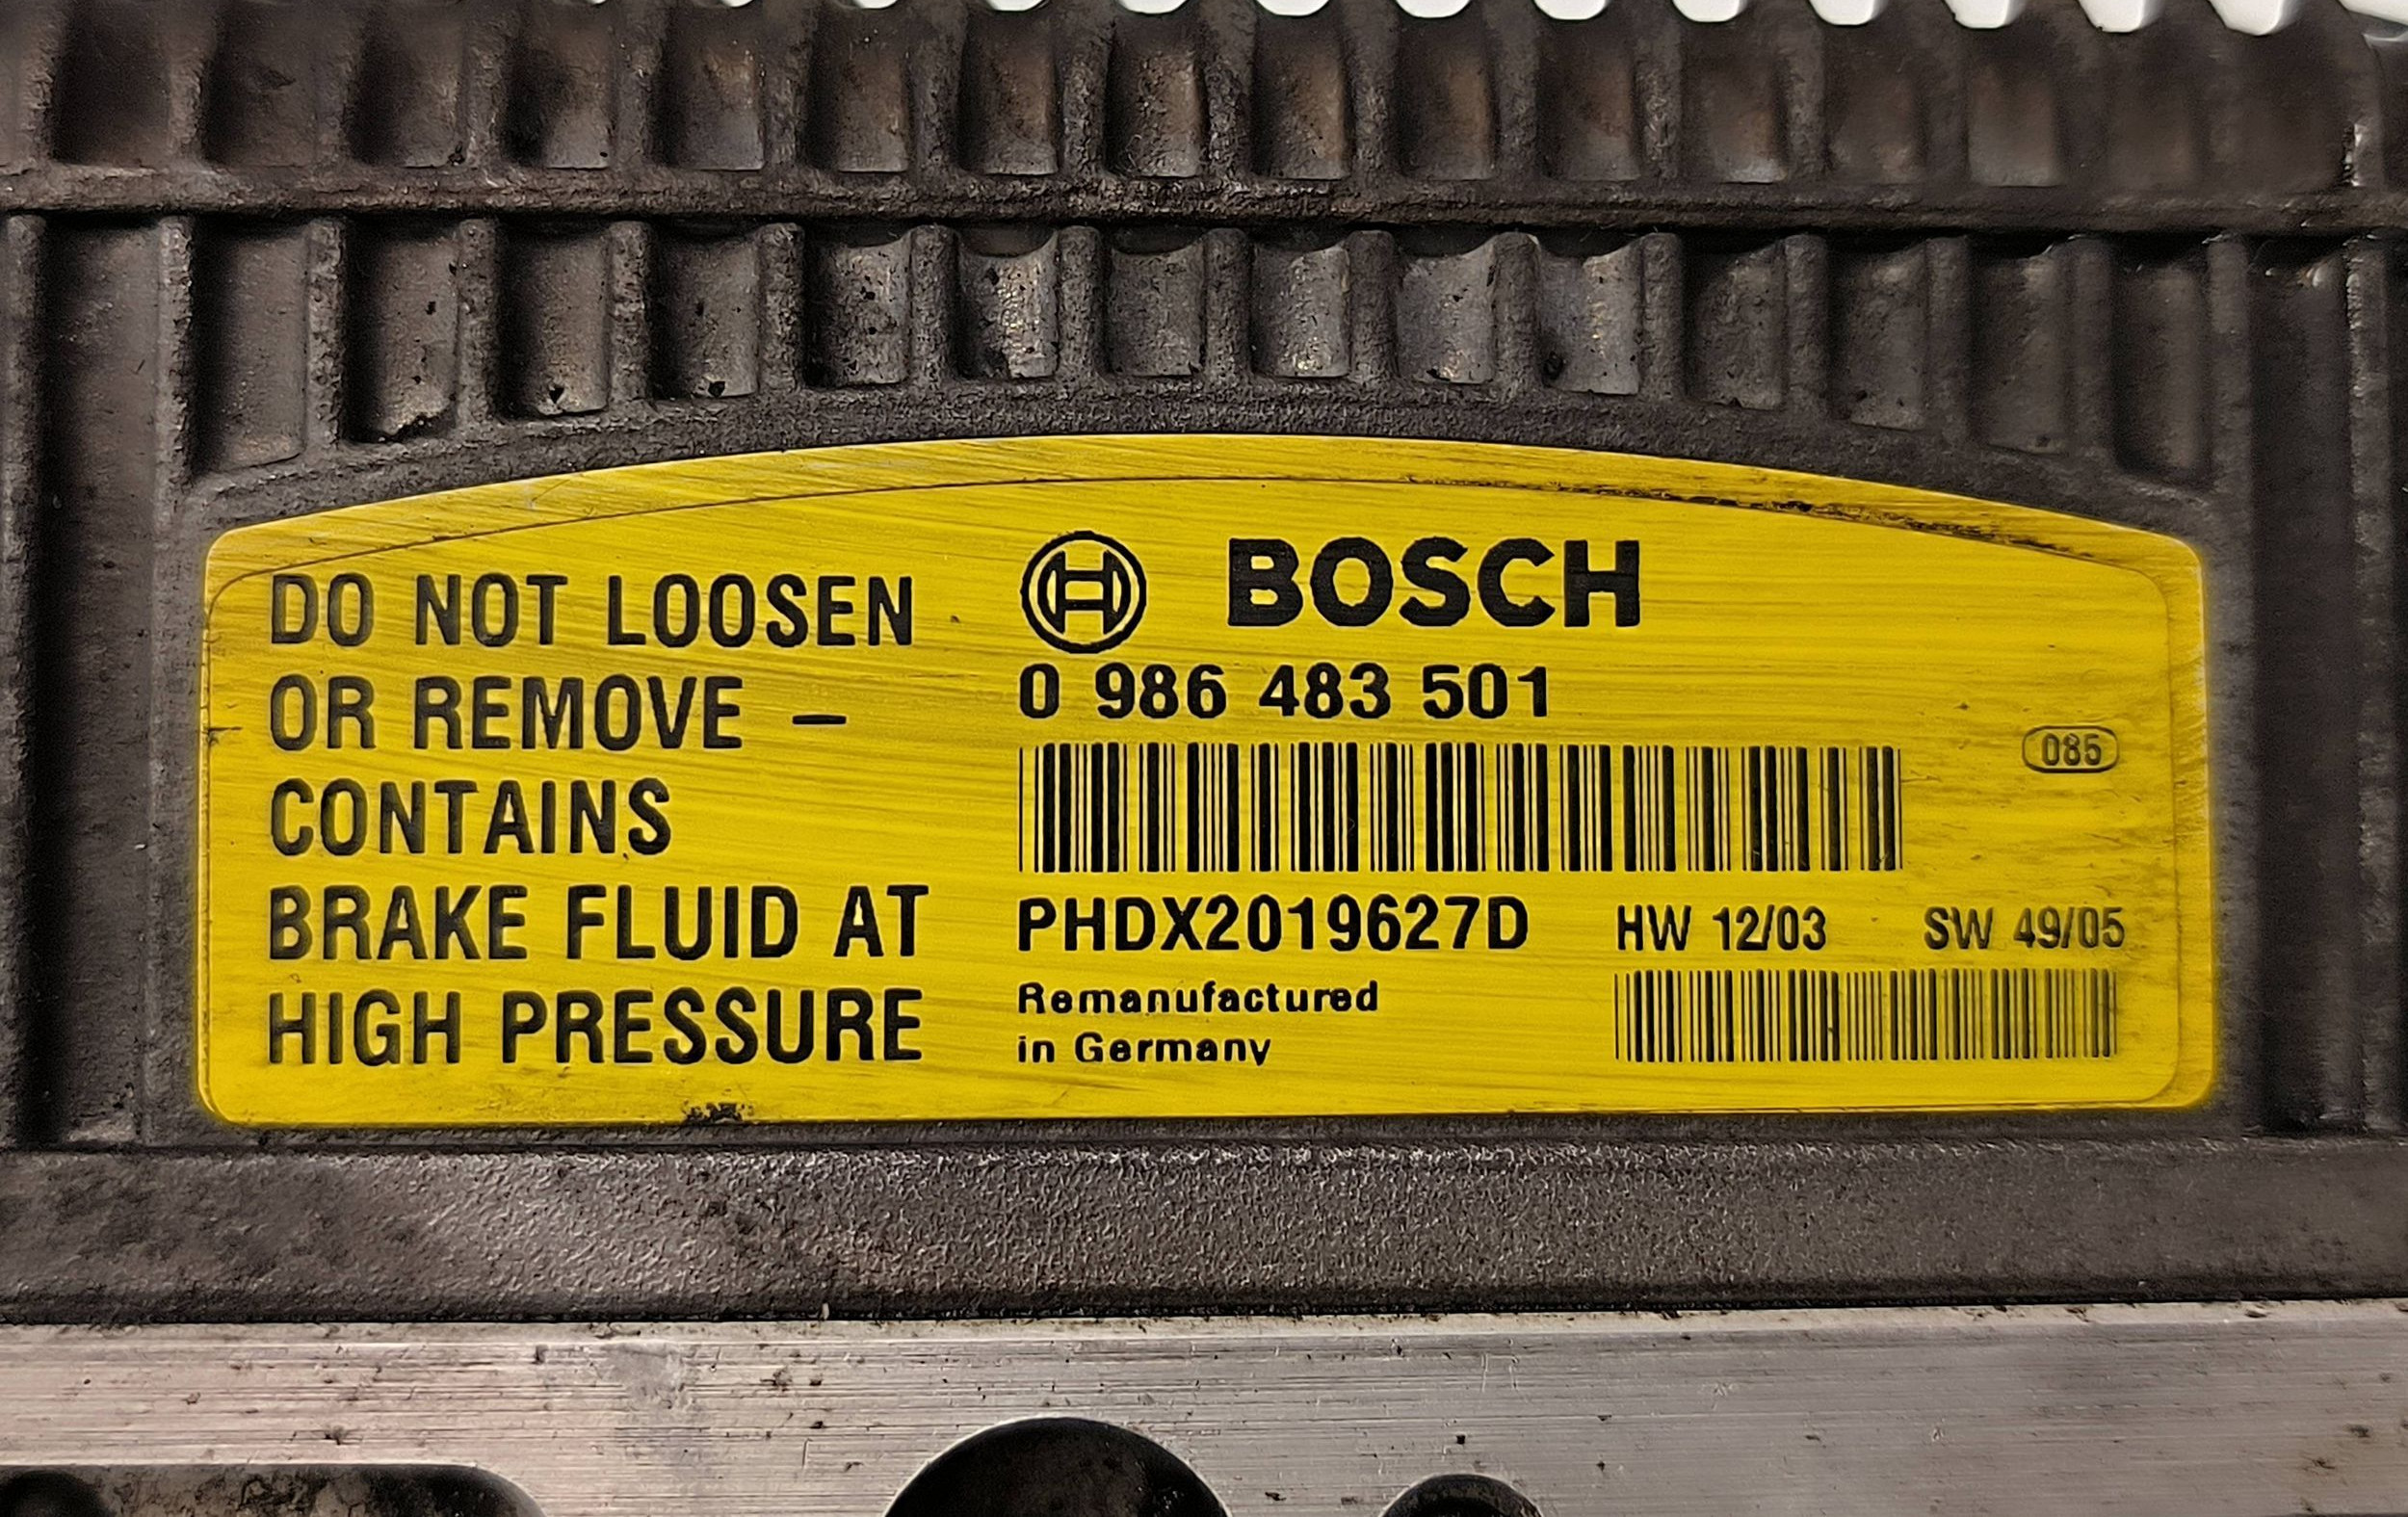 DO NOT LOOSEN
OR REMOVE –
CONTAINS
BRAKE FLUID AT
HIGH PRESSURE
BOSCH
0 986 483 501
085
PHDX2019627D HW 12/03 SW 49/05
Remanufactured
in Germany